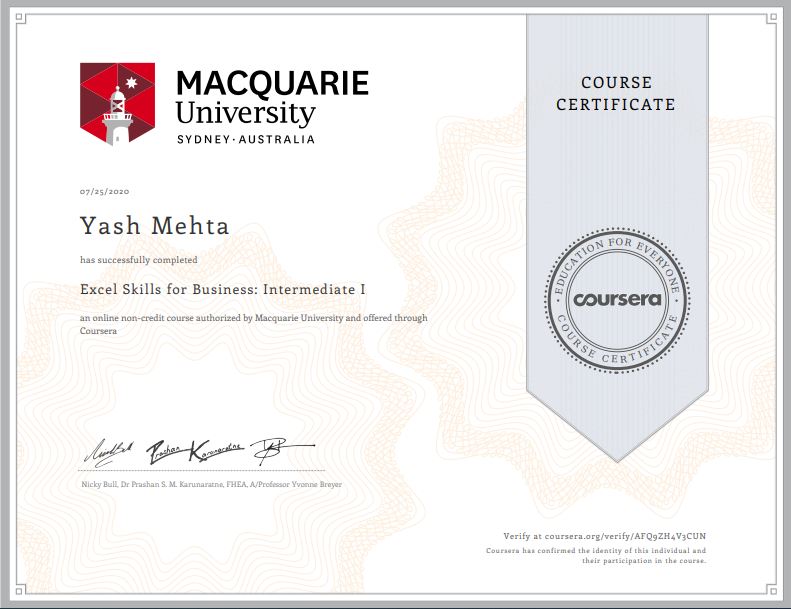 MACQUARIE
University
SYDNEY·AUSTRALIA
COURSE
CERTIFICATE
07/25/2020
Yash Mehta
has successfully completed
Excel Skills for Business: Intermediate I
an online non-credit course authorized by Macquarie University and offered through
Coursera
EDUCATION FOR EVERYONE
coursera
COURSE CERTIFICATE
Prashan Karunaratne
Nicky Bull, Dr Prashan S. M. Karunaratne, FHEA, A/Professor Yvonne Breyer
Verify at coursera.org/verify/AFQ9ZH4V3CUN
Coursera has confirmed the identity of this individual and
their participation in the course.